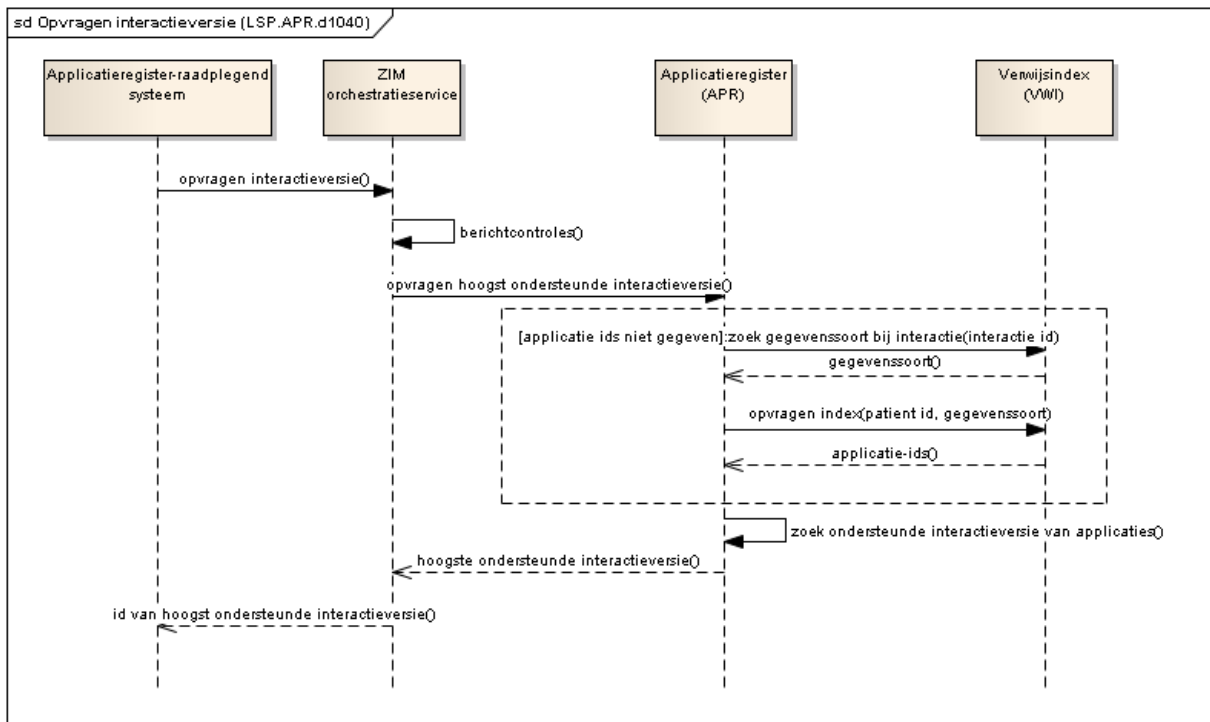 sd Opvragen interactieversie (LSP.APR.d1040)
Applicatieregister-raadplegend
systeem
ZIM
orchestratieservice
Applicatieregister
(APR)
Verwijsindex
(VWI)
opvragen interactieversie()
berichtcontroles()
opvragen hoogst ondersteunde interactieversie()
[applicatie ids niet gegeven]:zoek gegevenssoort bij interactie(interactie id)
gegevenssoort()
opvragen index(patient id, gegevenssoort)
applicatie-ids()
zoek ondersteunde interactieversie van applicaties()
hoogste ondersteunde interactieversie()
id van hoogst ondersteunde interactieversie()